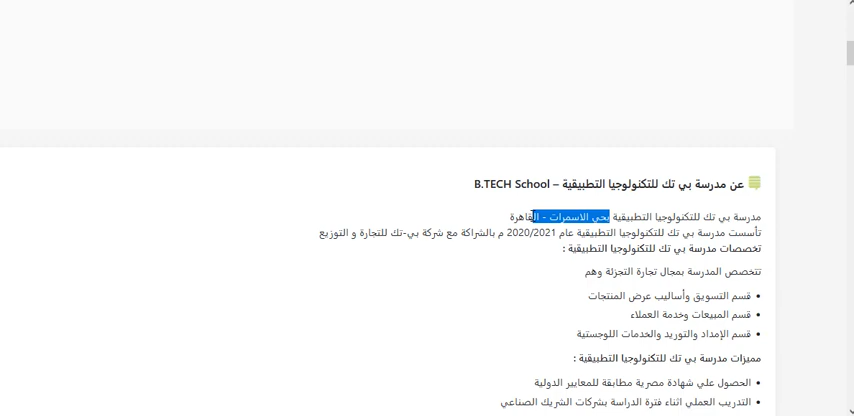 عن مدرسة بي تك للتكنولوجيا التطبيقية – B.TECH School
مدرسة بي تك للتكنولوجيا التطبيقية بحي الاسمرات - القاهرة
تأسست مدرسة بي تك للتكنولوجيا التطبيقية عام 2020/2021 م بالشراكة مع شركة بي-تك للتجارة و التوزيع
تخصصات مدرسة بي تك للتكنولوجيا التطبيقية :
تتخصص المدرسة بمجال تجارة التجزئة وهم
• قسم التسويق وأساليب عرض المنتجات
• قسم المبيعات وخدمة العملاء
• قسم الإمداد والتوريد والخدمات اللوجستية
مميزات مدرسة بي تك للتكنولوجيا التطبيقية :
• الحصول علي شهادة مصرية مطابقة للمعايير الدولية
• التدريب العملي اثناء فترة الدراسة بشركات الشريك الصناعي